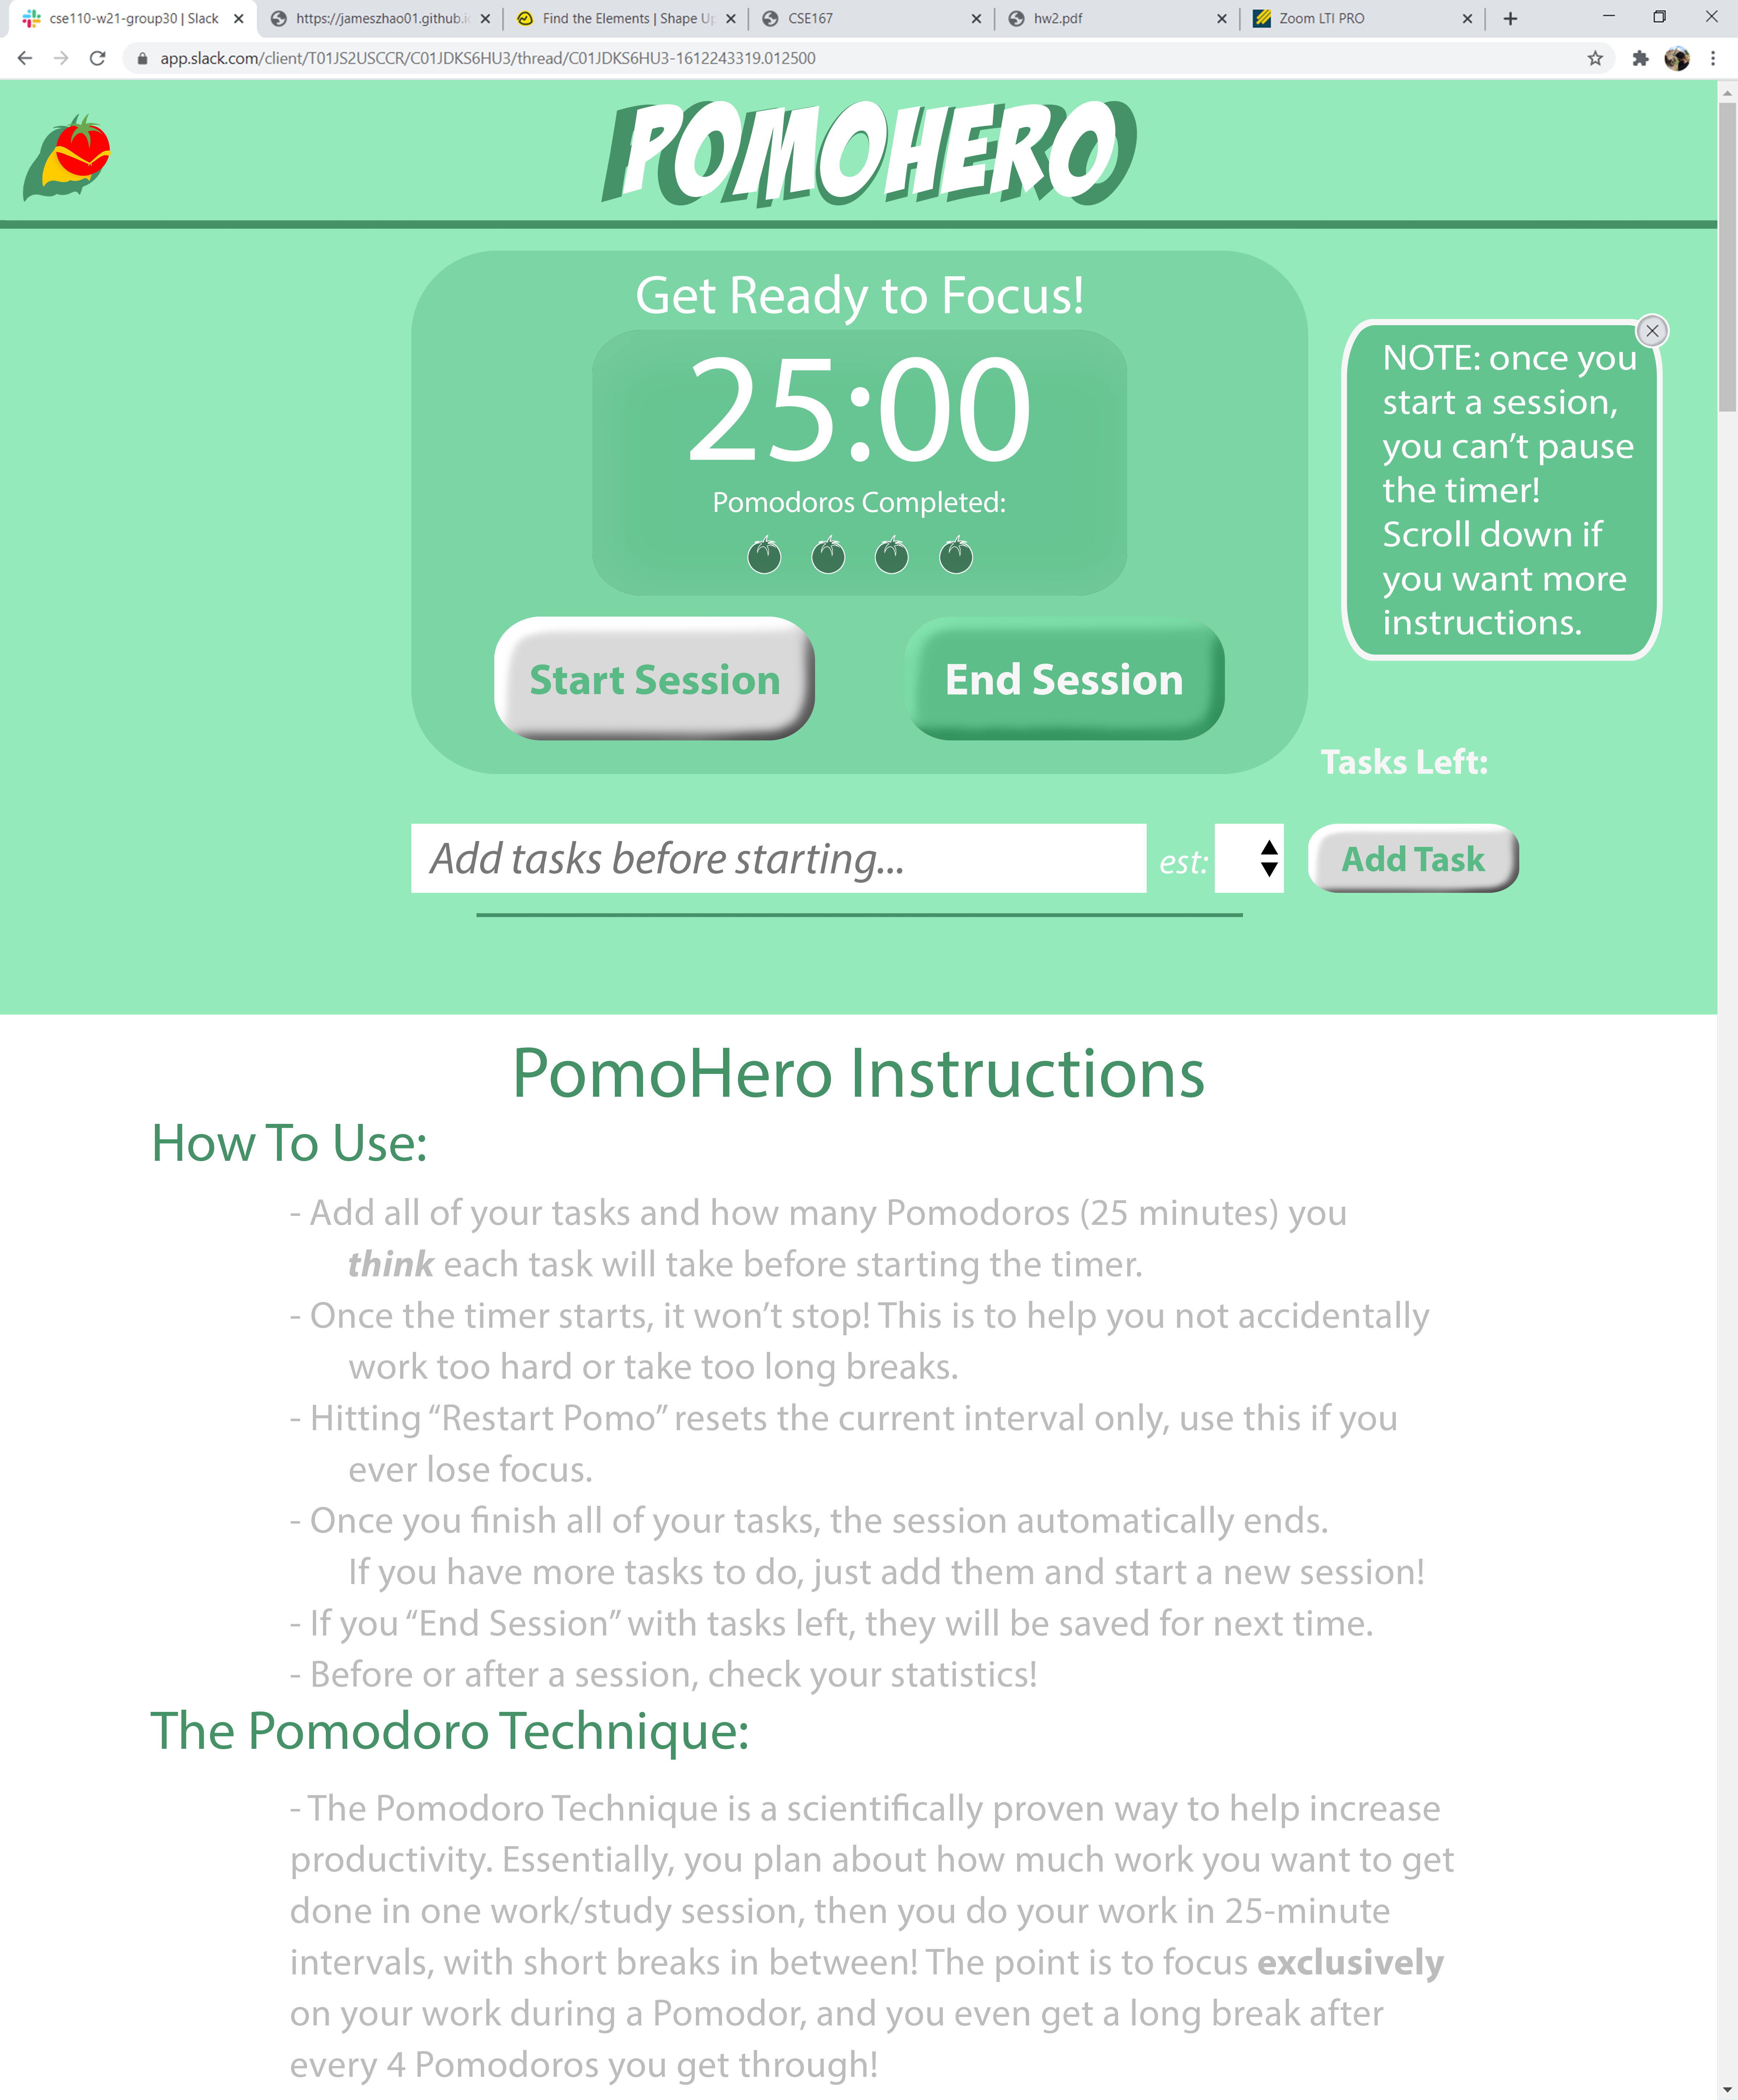 cse110-w21-group30 | Slack
https://jameszhao01.github.i
Find the Elements | Shape Up
CSE167
hw2.pdf
Zoom LTI PRO
app.slack.com/client/T01JS2USCCR/C01JDKS6HU3/thread/C01JDKS6HU3-1612243319.012500
POMOHERO
Get Ready to Focus!
25:00
Pomodoros Completed:
Start Session
End Session
NOTE: once you
start a session,
you can’t pause
the timer!
Scroll down if
you want more
instructions.
Tasks Left:
Add tasks before starting...
est:
Add Task
PomoHero Instructions
How To Use:
- Add all of your tasks and how many Pomodoros (25 minutes) you
think each task will take before starting the timer.
- Once the timer starts, it won’t stop! This is to help you not accidentally
work too hard or take too long breaks.
- Hitting “Restart Pomo” resets the current interval only, use this if you
ever lose focus.
- Once you finish all of your tasks, the session automatically ends.
If you have more tasks to do, just add them and start a new session!
- If you “End Session” with tasks left, they will be saved for next time.
- Before or after a session, check your statistics!
The Pomodoro Technique:
- The Pomodoro Technique is a scientifically proven way to help increase
productivity. Essentially, you plan about how much work you want to get
done in one work/study session, then you do your work in 25-minute
intervals, with short breaks in between! The point is to focus exclusively
on your work during a Pomodor, and you even get a long break after
every 4 Pomodoros you get through!